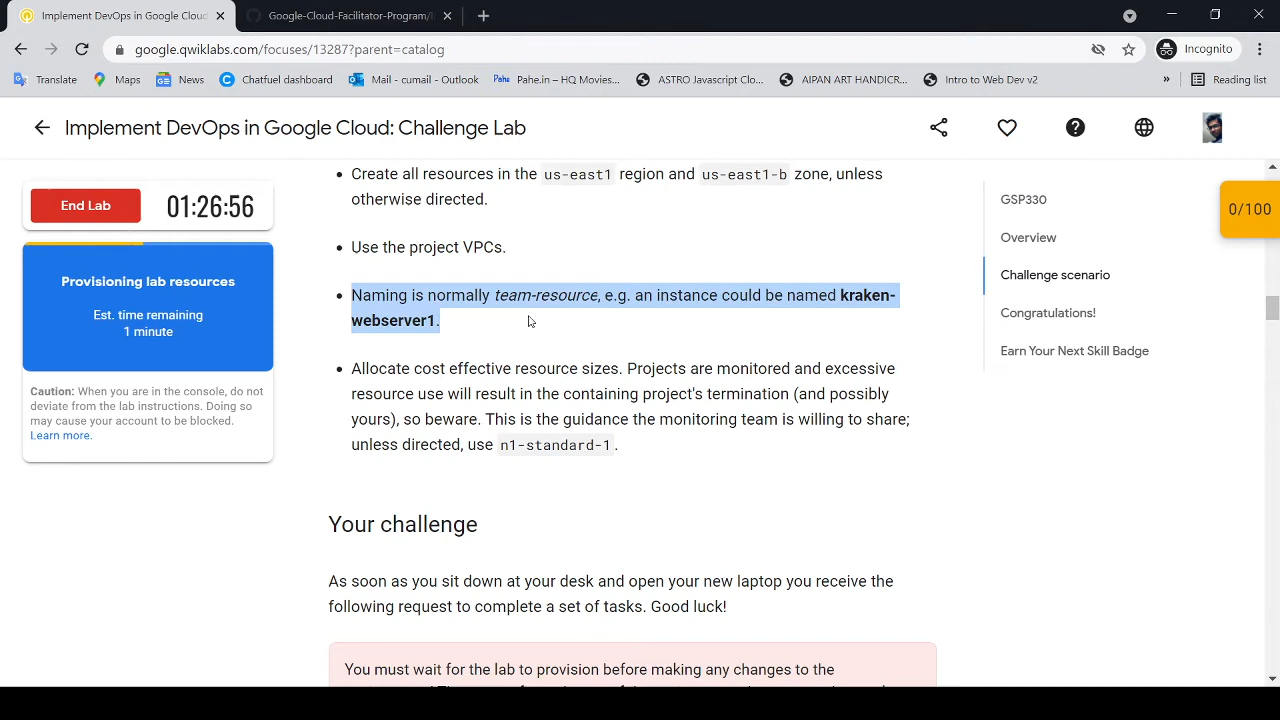 Implement DevOps in Google Cloud
Google-Cloud-Facilitator-Program/I
google.qwiklabs.com/focuses/13287?parent=catalog
Incognito
Translate
Maps
News
Chatfuel dashboard
Mail - cumail - Outlook
Pahe Pahe.in – HQ Movies...
ASTRO Javascript Clo...
AIPAN ART HANDICR...
Intro to Web Dev v2
»
Reading list
Implement DevOps in Google Cloud: Challenge Lab
Create all resources in the us-east1 region and us-east1-b zone, unless
otherwise directed.
Use the project VPCs.
Naming is normally team-resource, e.g. an instance could be named kraken-
webserver1.
Allocate cost effective resource sizes. Projects are monitored and excessive
resource use will result in the containing project's termination (and possibly
yours), so beware. This is the guidance the monitoring team is willing to share;
unless directed, use n1-standard-1.
Your challenge
As soon as you sit down at your desk and open your new laptop you receive the
following request to complete a set of tasks. Good luck!
You must wait for the lab to provision before making any changes to the
End Lab
01:26:56
Provisioning lab resources
Est. time remaining
1 minute
Caution: When you are in the console, do not
deviate from the lab instructions. Doing so
may cause your account to be blocked.
Learn more.
GSP330
Overview
Challenge scenario
Congratulations!
Earn Your Next Skill Badge
0/100